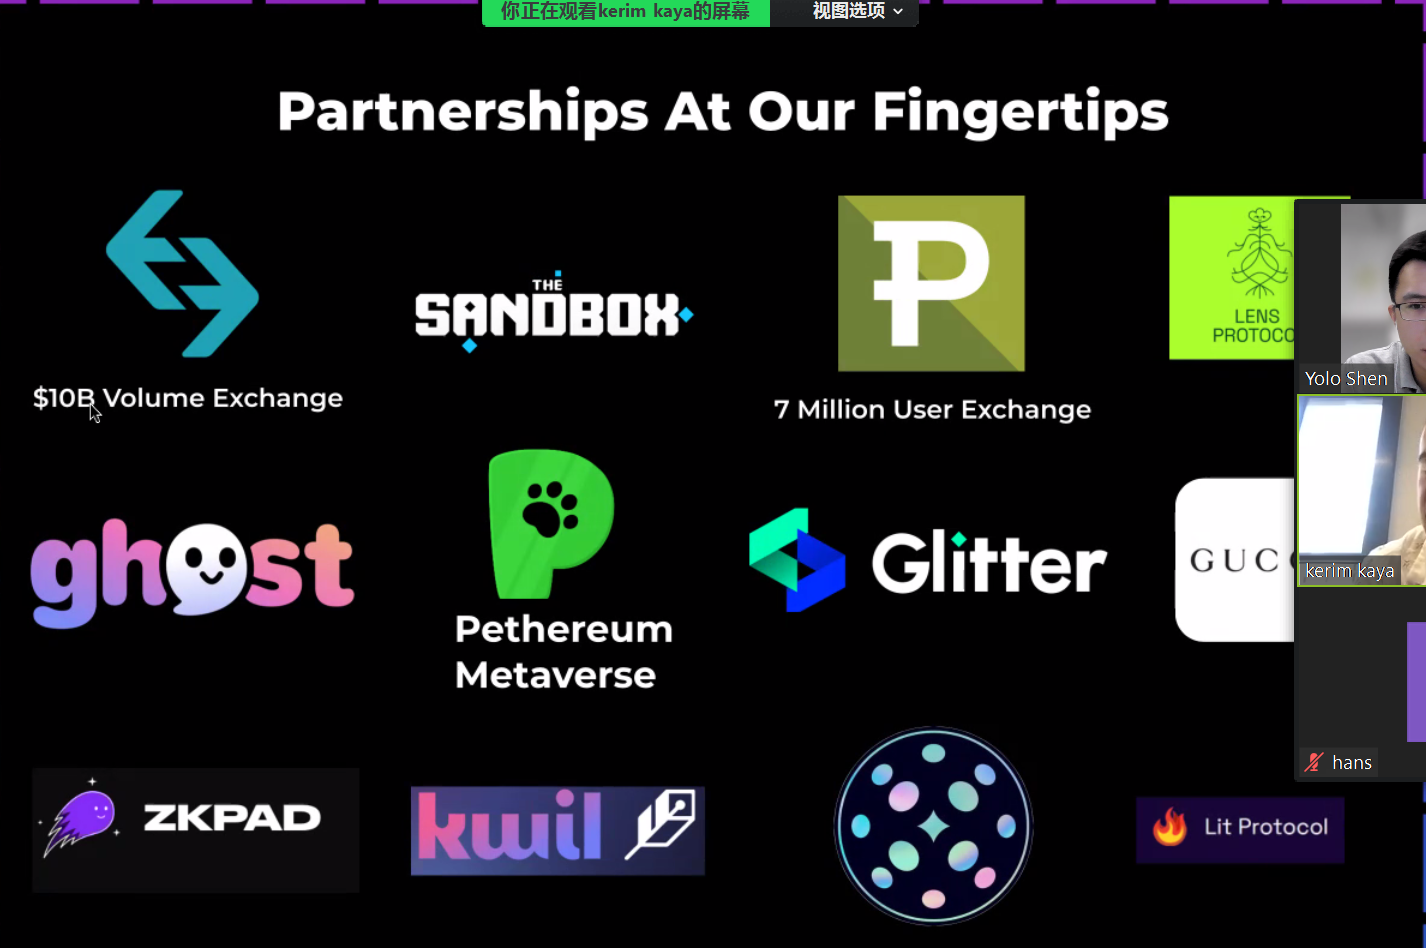 你正在观看kerim kaya的屏幕
视图选项
Partnerships At Our Fingertips
THE
SANDBOX
LENS
PROTOCO
$10B Volume Exchange
7 Million User Exchange
Yolo Shen
ghost
Glitter
GUCC
kerim kaya
Pethereum
Metaverse
hans
ZKPAD
kwil
Lit Protocol